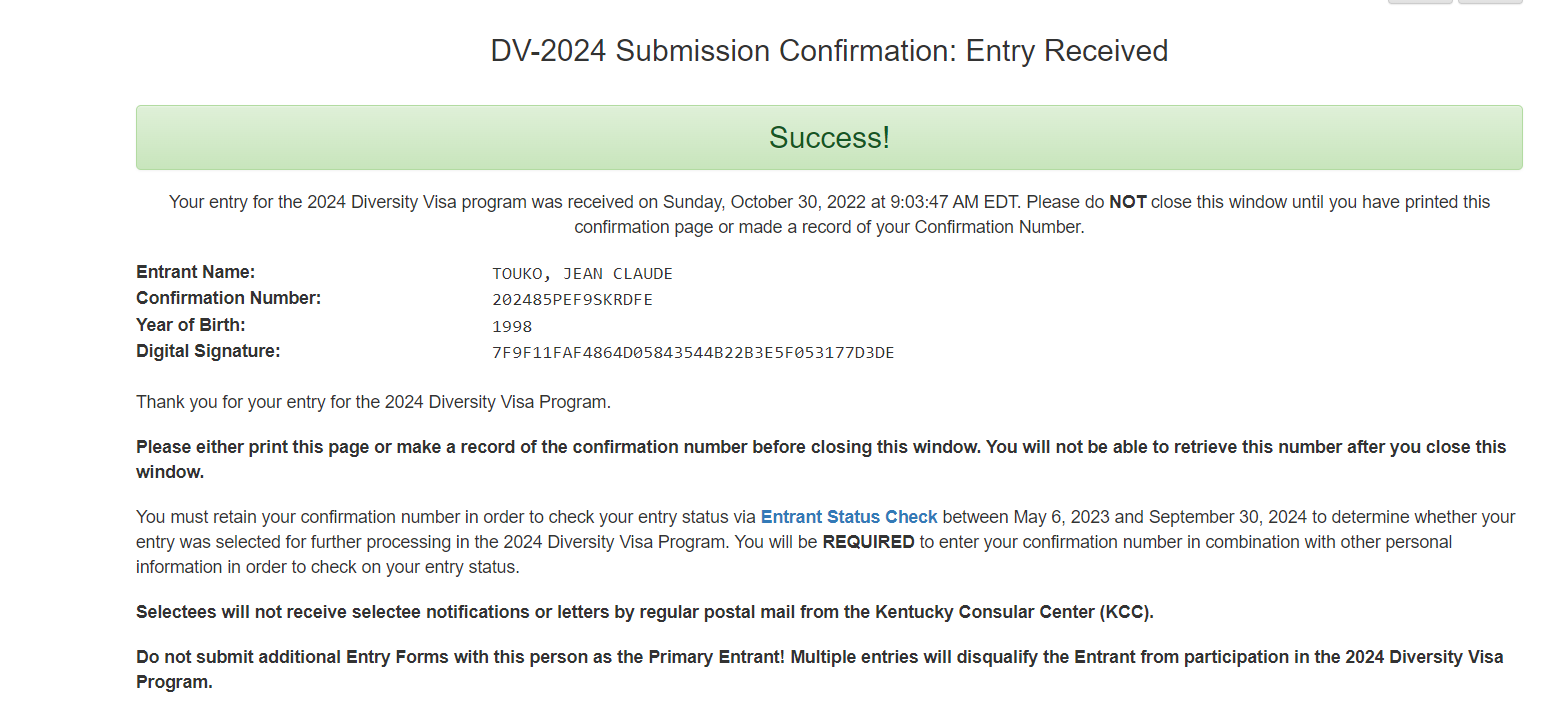 DV-2024 Submission Confirmation: Entry Received
Success!
Your entry for the 2024 Diversity Visa program was received on Sunday, October 30, 2022 at 9:03:47 AM EDT. Please do NOT close this window until you have printed this
confirmation page or made a record of your Confirmation Number.
Entrant Name: TOUKO, JEAN CLAUDE
Confirmation Number: 202485PEF9SKRDFE
Year of Birth: 1998
Digital Signature: 7F9F11FAF4864D05843544B22B3E5F053177D3DE
Thank you for your entry for the 2024 Diversity Visa Program.
Please either print this page or make a record of the confirmation number before closing this window. You will not be able to retrieve this number after you close this
window.
You must retain your confirmation number in order to check your entry status via Entrant Status Check between May 6, 2023 and September 30, 2024 to determine whether your
entry was selected for further processing in the 2024 Diversity Visa Program. You will be REQUIRED to enter your confirmation number in combination with other personal
information in order to check on your entry status.
Selectees will not receive selectee notifications or letters by regular postal mail from the Kentucky Consular Center (KCC).
Do not submit additional Entry Forms with this person as the Primary Entrant! Multiple entries will disqualify the Entrant from participation in the 2024 Diversity Visa
Program.